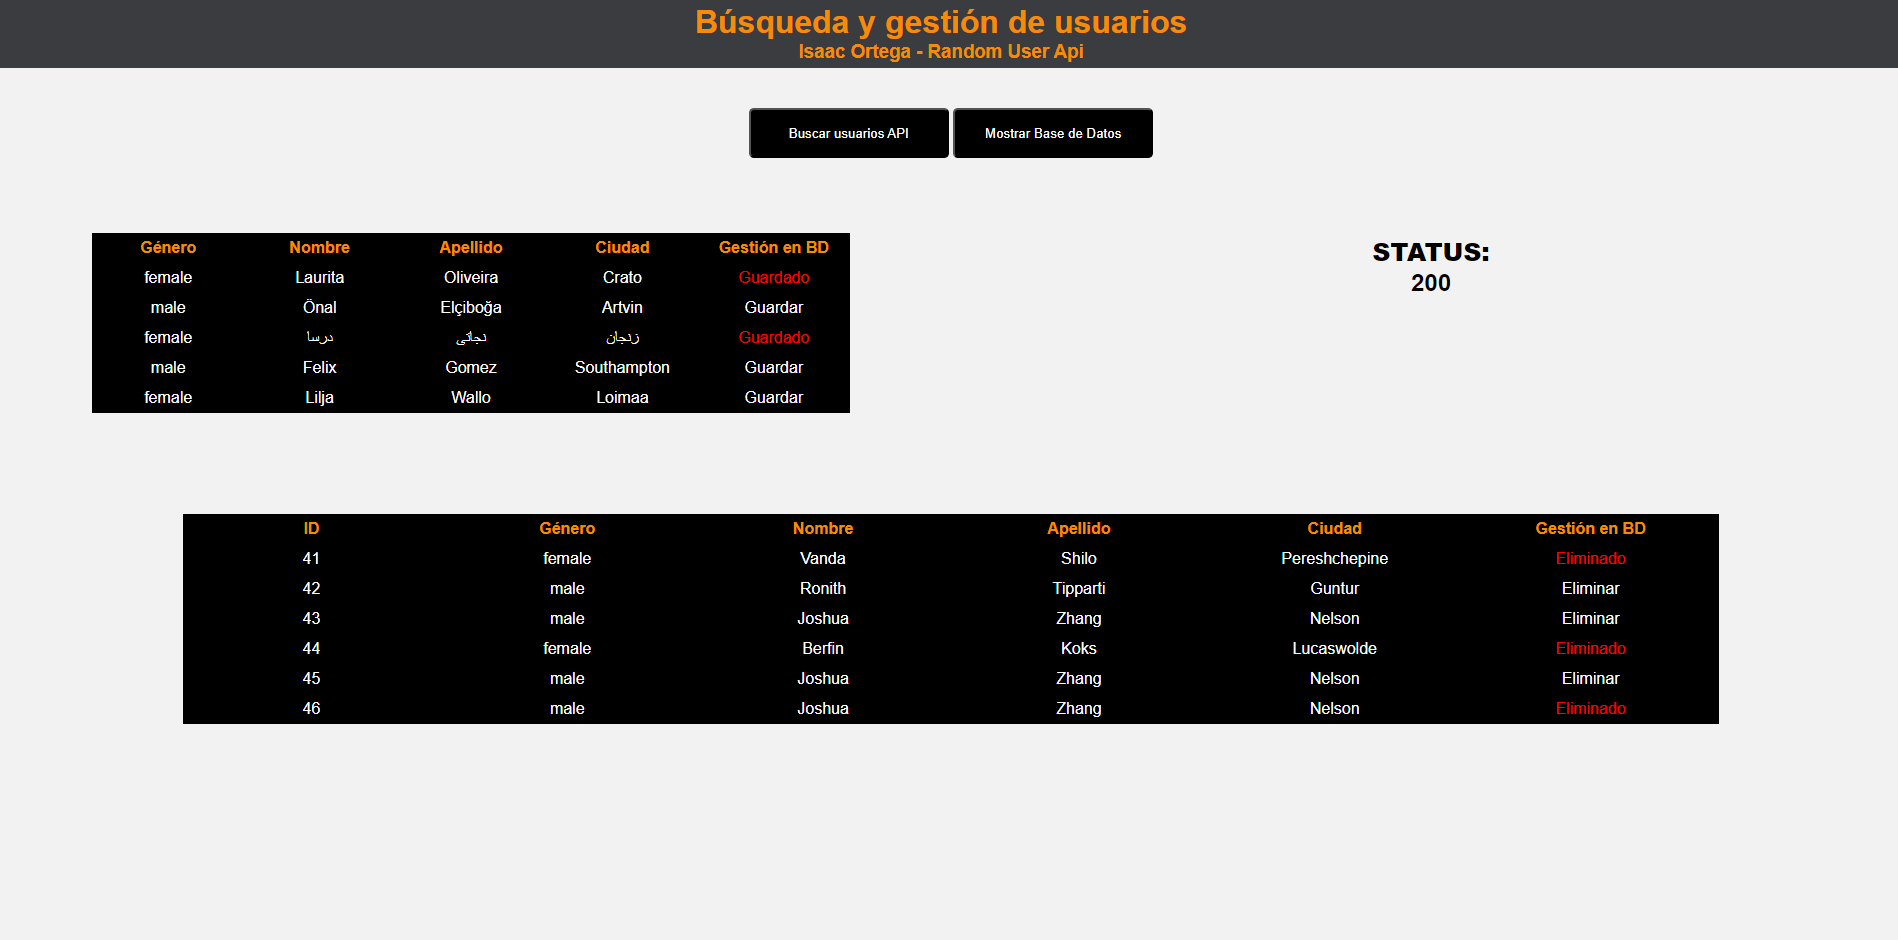 Búsqueda y gestión de usuarios
Isaac Ortega - Random User Api
Buscar usuarios API Mostrar Base de Datos
Género Nombre Apellido Ciudad Gestión en BD
female Laurita Oliveira Crato Guardado
male Önal Elçiboğa Artvin Guardar
female درسا نجاتی زنجان Guardado
male Felix Gomez Southampton Guardar
female Lilja Wallo Loimaa Guardar
STATUS:
200
ID Género Nombre Apellido Ciudad Gestión en BD
41 female Vanda Shilo Pereshchepine Eliminado
42 male Ronith Tipparti Guntur Eliminar
43 male Joshua Zhang Nelson Eliminar
44 female Berfin Koks Lucaswolde Eliminado
45 male Joshua Zhang Nelson Eliminar
46 male Joshua Zhang Nelson Eliminado